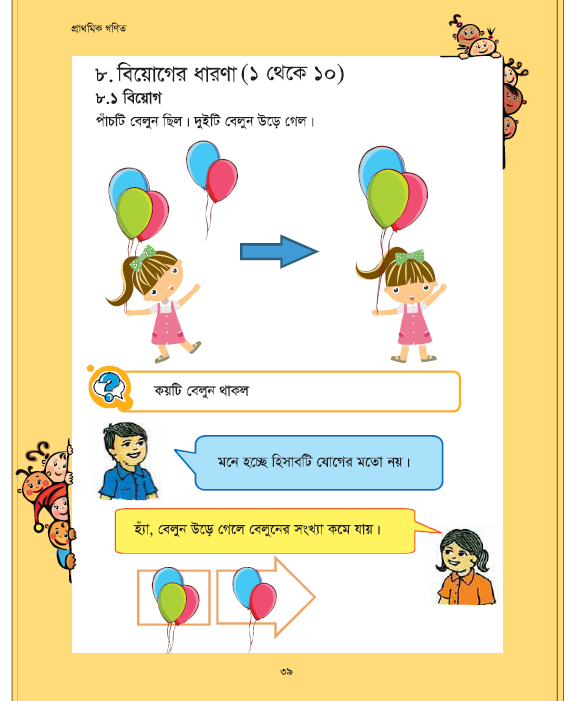 প্রাথমিক গণিত
৮. বিয়োগের ধারণা (১ থেকে ১০)
৮.১ বিয়োগ
পাঁচটি বেলুন ছিল। দুইটি বেলুন উড়ে গেল।
?
কয়টি বেলুন থাকল
মনে হচ্ছে হিসাবটি যোগের মতো নয়।
হ্যাঁ, বেলুন উড়ে গেলে বেলুনের সংখ্যা কমে যায়।
৩৯